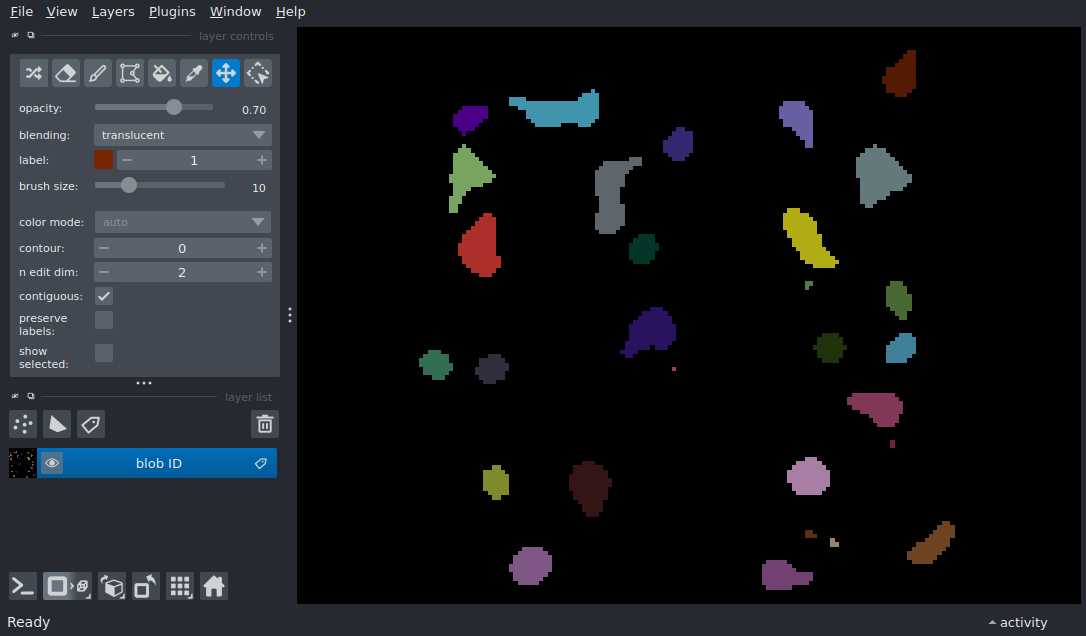 File View Layers Plugins Window Help
layer controls
opacity: 0.70
blending: translucent
label: 1
brush size: 10
color mode: auto
contour: 0
n edit dim: 2
contiguous:
preserve
labels:
show
selected:
layer list
blob ID
Ready
activity